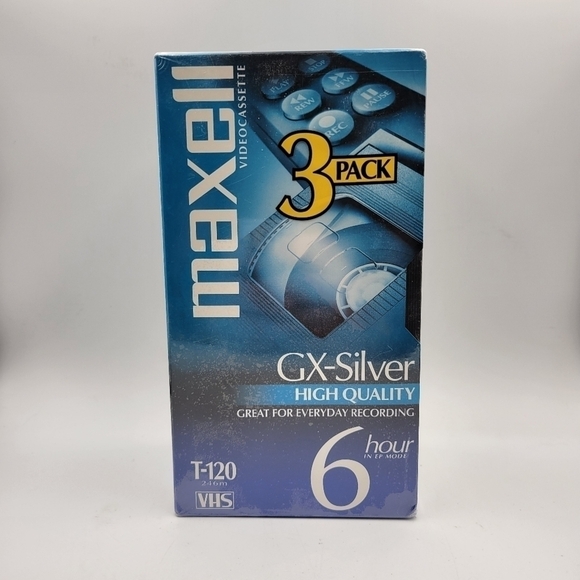 maxell
VIDEOCASSETTE
REW
FF
PAUSE
REC
3 PACK
GX-Silver
HIGH QUALITY
GREAT FOR EVERYDAY RECORDING
6 hour
IN EP MODE
T-120
246m
VHS